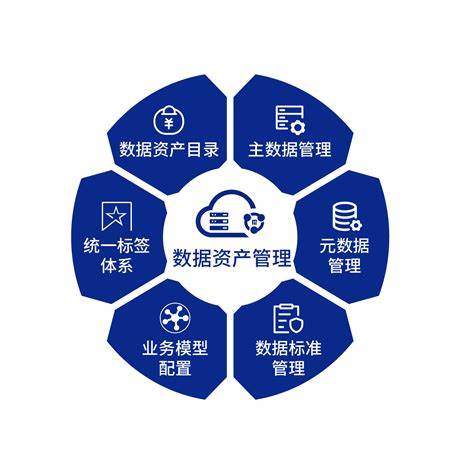 数据资产目录
主数据管理
统一标签
体系
数据资产管理
元数据
管理
业务模型
配置
数据标准
管理